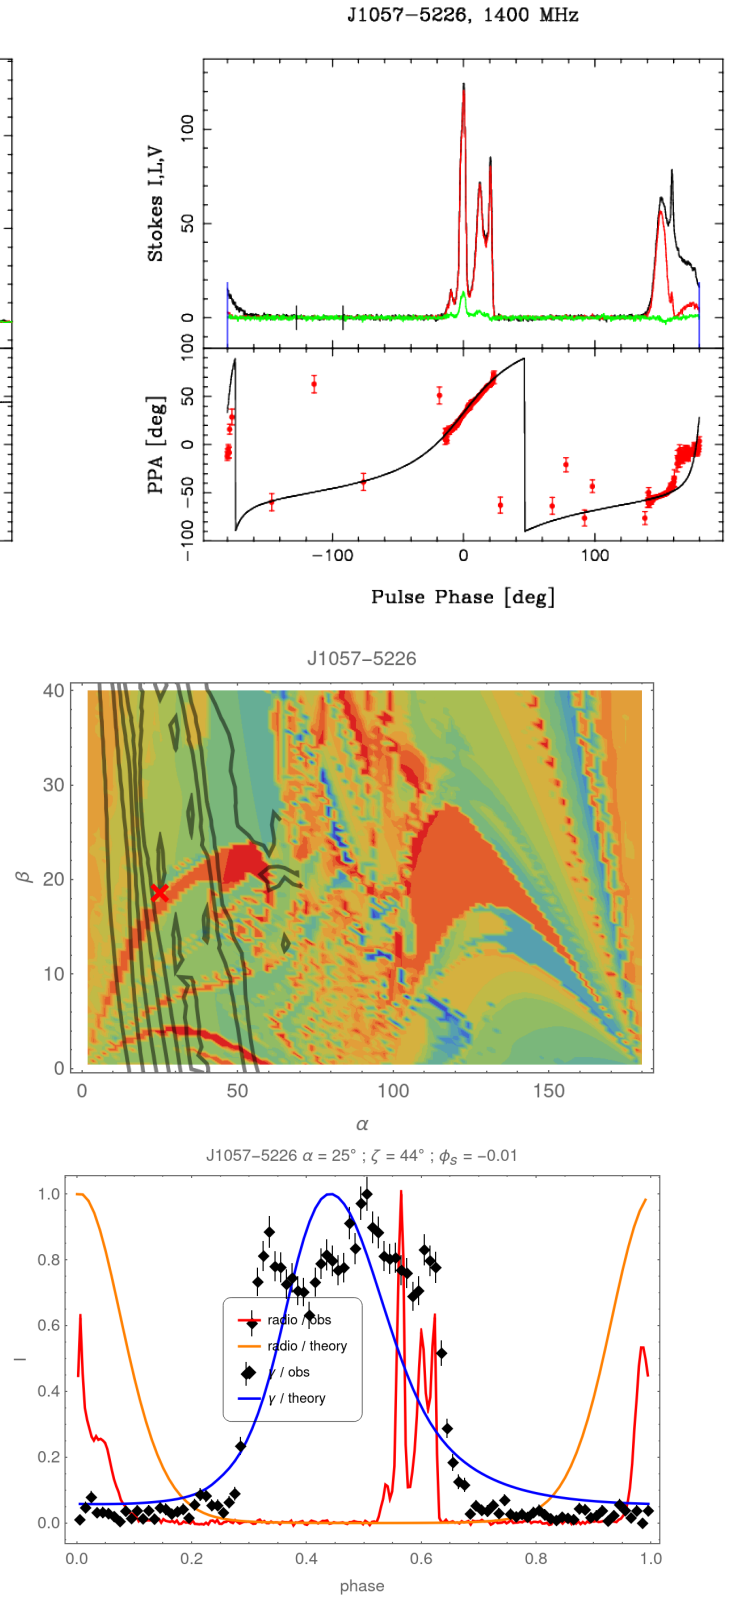 J1057−5226, 1400 MHz
Stokes I,L,V
100
50
0
PPA [deg]
100
50
0
−50
−100
−100
0
100
Pulse Phase [deg]
J1057−5226
β
40
30
20
10
0
0
50
100
150
α
J1057−5226 α = 25° ; ζ = 44° ; ϕs = −0.01
I
1.0
0.8
0.6
0.4
0.2
0.0
radio / obs
radio / theory
γ / obs
γ / theory
0.0
0.2
0.4
0.6
0.8
1.0
phase